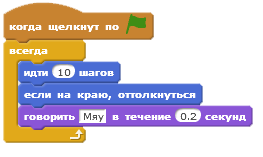 когда щелкнут по
всегда
идти 10 шагов
если на краю, оттолкнуться
говорить Мяу в течение 0.2 секунд